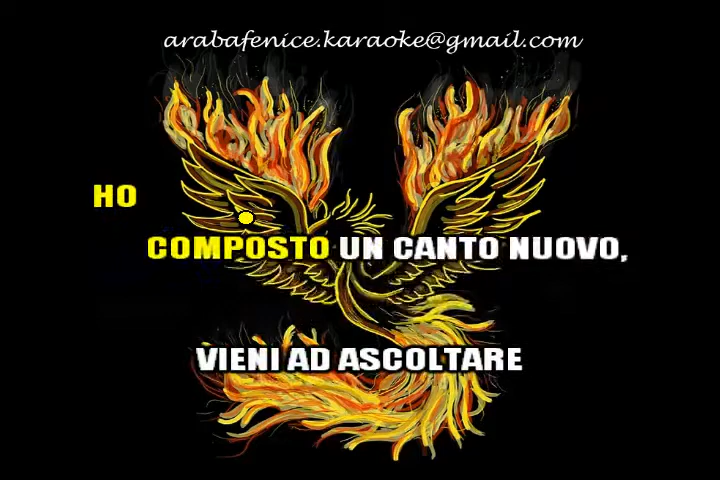 arabafenice.karaoke@gmail.com
HO
COMPOSTO UN CANTO NUOVO,
VIENI AD ASCOLTARE